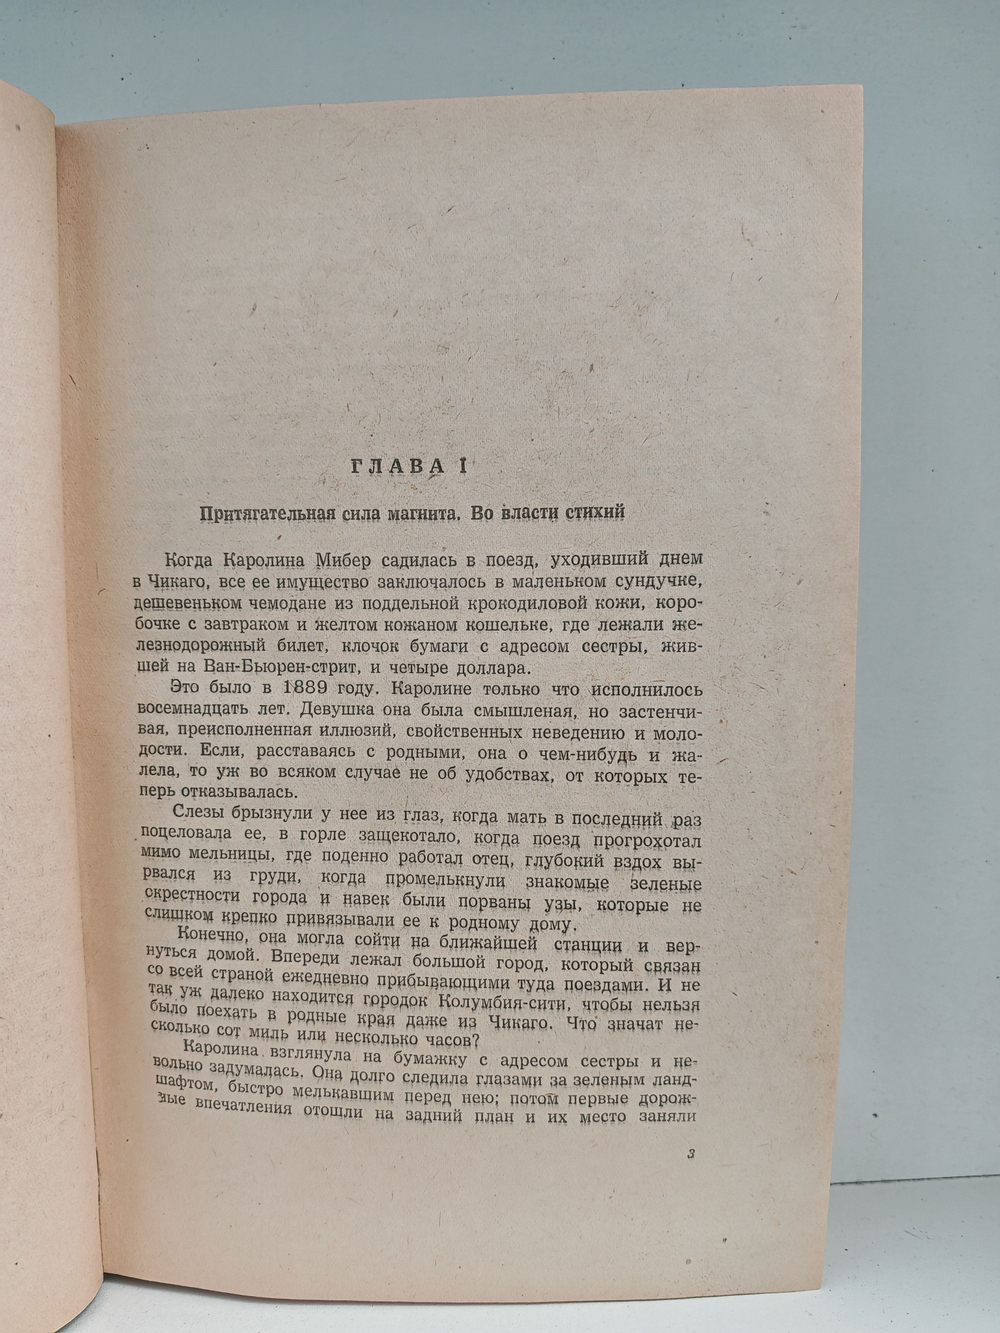 ГЛАВА I
Притягательная сила магнита. Во власти стихий
Когда Каролина Мибер садилась в поезд, уходивший днем
в Чикаго, все ее имущество заключалось в маленьком сундучке,
дешевеньком чемодане из поддельной крокодиловой кожи, коро-
бочке с завтраком и желтом кожаном кошельке, где лежали же-
лезнодорожный билет, клочок бумаги с адресом сестры, жив-
шей на Ван-Бьюрен-стрит, и четыре доллара.
Это было в 1889 году. Каролине только что исполнилось
восемнадцать лет. Девушка она была смышленая, но застенчи-
вая, преисполненная иллюзий, свойственных неведению и моло-
дости. Если, расставаясь с родными, она о чем-нибудь и жа-
лела, то уж во всяком случае не об удобствах, от которых те-
перь отказывалась.
Слезы брызнули у нее из глаз, когда мать в последний раз
поцеловала ее, в горле защекотало, когда поезд прогрохотал
мимо мельницы, где поденно работал отец, глубокий вздох вы-
рвался из груди, когда промелькнули знакомые зеленые
окрестности города и навек были порваны узы, которые не
слишком крепко привязывали ее к родному дому.
Конечно, она могла сойти на ближайшей станции и вер-
нуться домой. Впереди лежал большой город, который связан
со всей страной ежедневно прибывающими туда поездами. И не
так уж далеко находится городок Колумбия-сити, чтобы нельзя
было поехать в родные края даже из Чикаго. Что значат не-
сколько сот миль или несколько часов?
Каролина взглянула на бумажку с адресом сестры и не-
вольно задумалась. Она долго следила глазами за зеленым ланд-
шафтом, быстро мелькавшим перед нею; потом первые дорож-
ные впечатления отошли на задний план и их место заняли
3